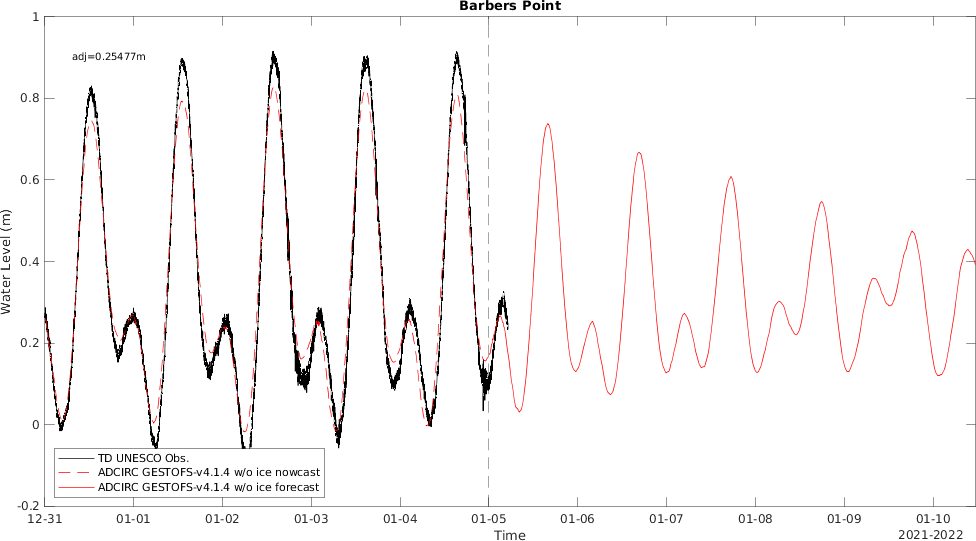 Barbers Point
adj=0.25477m
Water Level (m)
1
0.8
0.6
0.4
0.2
0
-0.2
TD UNESCO Obs.
ADCIRC GESTOFS-v4.1.4 w/o ice nowcast
ADCIRC GESTOFS-v4.1.4 w/o ice forecast
12-31 01-01 01-02 01-03 01-04 01-05 01-06 01-07 01-08 01-09 01-10
Time
2021-2022